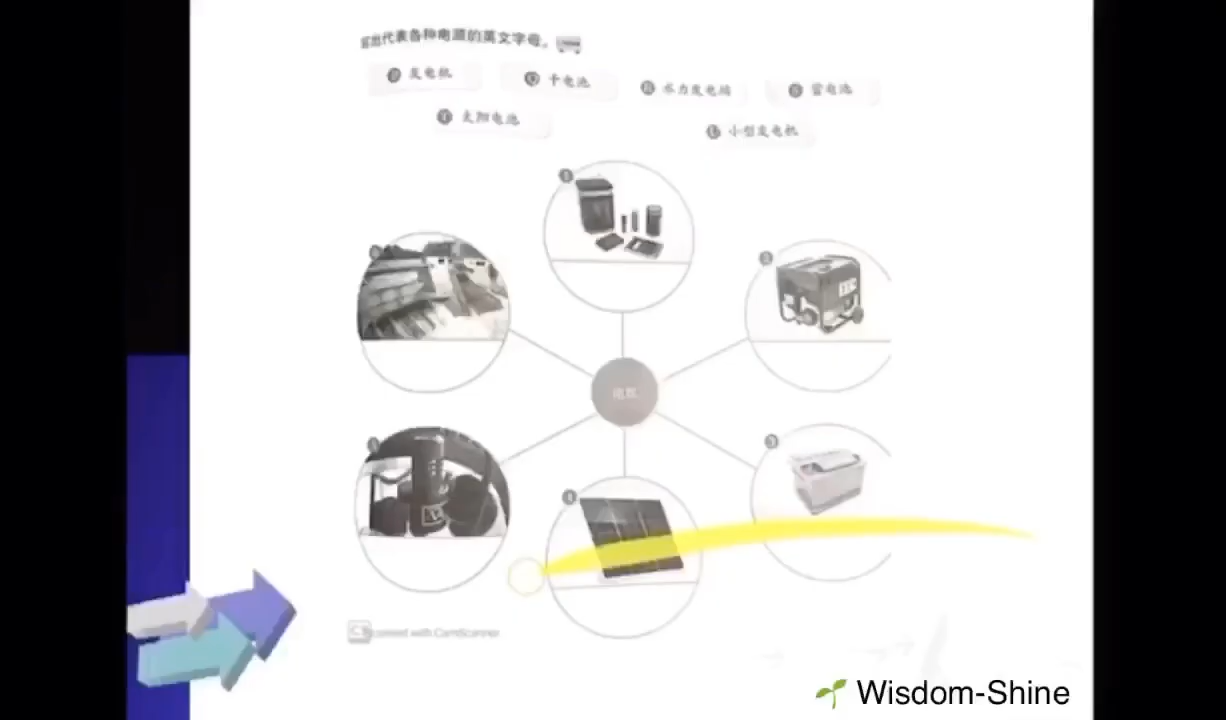 写出代表各种电源的英文字母。
P 发电机 Q 干电池 R 水力发电站 S 蓄电池
T 太阳电池 U 小型发电机
电源
CS Scanned with CamScanner
Wisdom-Shine